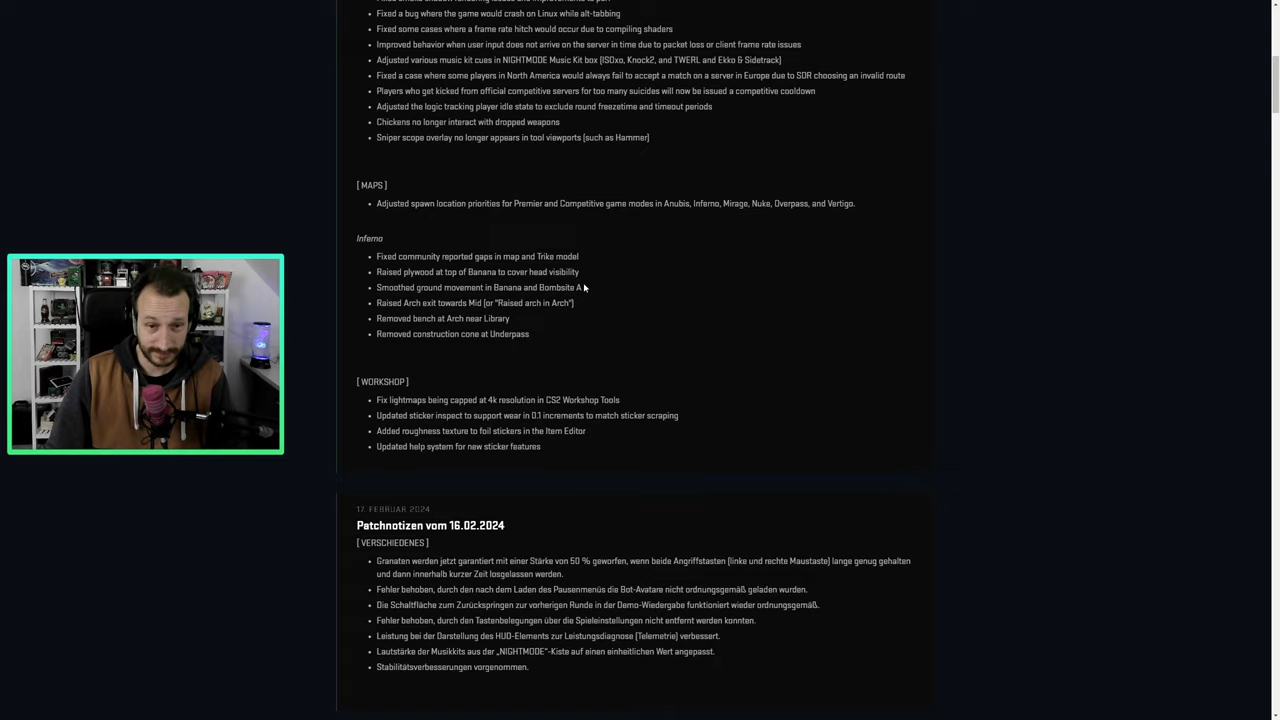 Fixed a bug where the game would crash on Linux while alt-tabbing
Fixed some cases where a frame rate hitch would occur due to compiling shaders
Improved behavior when user input does not arrive on the server in time due to packet loss or client frame rate issues
Adjusted various music kit cues in NIGHTMODE Music Kit box [ISOxo, Knock2, and TWERL and Ekko & Sidetrack]
Fixed a case where some players in North America would always fail to accept a match on a server in Europe due to SDR choosing an invalid route
Players who get kicked from official competitive servers for too many suicides will now be issued a competitive cooldown
Adjusted the logic tracking player idle state to exclude round freezetime and timeout periods
Chickens no longer interact with dropped weapons
Sniper scope overlay no longer appears in tool viewports [such as Hammer]
[ MAPS ]
Adjusted spawn location priorities for Premier and Competitive game modes in Anubis, Inferno, Mirage, Nuke, Overpass, and Vertigo.
Inferno
Fixed community reported gaps in map and Trike model
Raised plywood at top of Banana to cover head visibility
Smoothed ground movement in Banana and Bombsite A
Raised Arch exit towards Mid [or "Raised arch in Arch"]
Removed bench at Arch near Library
Removed construction cone at Underpass
[ WORKSHOP ]
Fix lightmaps being capped at 4k resolution in CS2 Workshop Tools
Updated sticker inspect to support wear in 0.1 increments to match sticker scraping
Added roughness texture to foil stickers in the Item Editor
Updated help system for new sticker features
17. FEBRUAR 2024
Patchnotizen vom 16.02.2024
[ VERSCHIEDENES ]
Granaten werden jetzt garantiert mit einer Stärke von 50 % geworfen, wenn beide Angriffstasten [linke und rechte Maustaste] lange genug gehalten
und dann innerhalb kurzer Zeit losgelassen werden.
Fehler behoben, durch den nach dem Laden des Pausenmenüs die Bot-Avatare nicht ordnungsgemäß geladen wurden.
Die Schaltfläche zum Zurückspringen zur vorherigen Runde in der Demo-Wiedergabe funktioniert wieder ordnungsgemäß.
Fehler behoben, durch den Tastenbelegungen über die Spieleinstellungen nicht entfernt werden konnten.
Leistung bei der Darstellung des HUD-Elements zur Leistungsdiagnose [Telemetrie] verbessert.
Lautstärke der Musikkits aus der „NIGHTMODE"-Kiste auf einen einheitlichen Wert angepasst.
Stabilitätsverbesserungen vorgenommen.